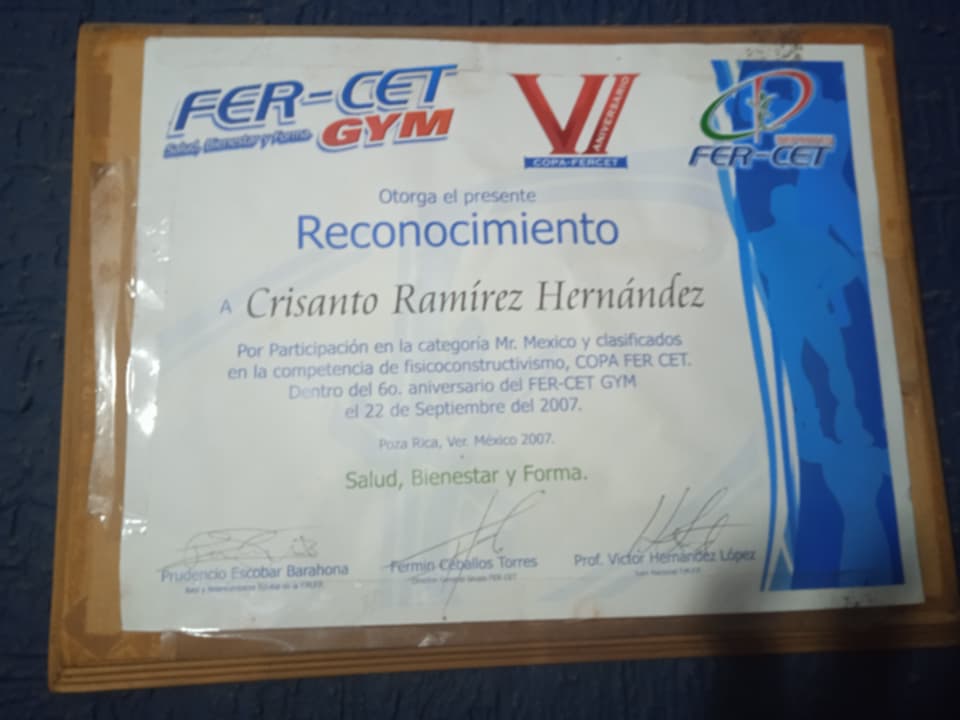 FER-CET
GYM
Salud, Bienestar y Forma
VI
ANIVERSARIO
COPA-FERCET
FER-CET
Otorga el presente
Reconocimiento
A Crisanto Ramírez Hernández
Por Participación en la categoría Mr. Mexico y clasificados
en la competencia de fisicoconstructivismo, COPA FER CET.
Dentro del 6o. aniversario del FER-CET GYM
el 22 de Septiembre del 2007.
Poza Rica, Ver. México 2007.
Salud, Bienestar y Forma.
Prudencio Escobar Barahona
Fermin Ceballos Torres
Prof. Victor Hernandez López